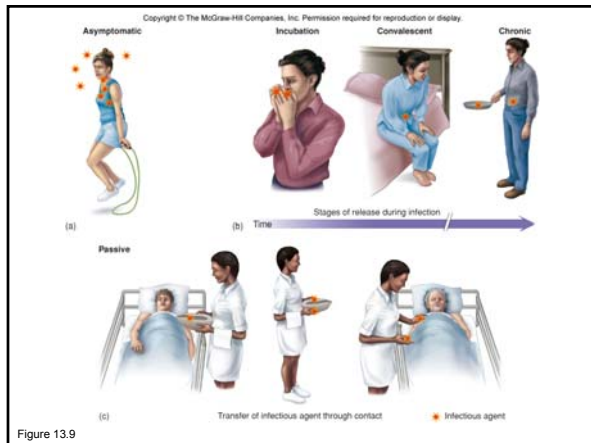 Copyright © The McGraw-Hill Companies, Inc. Permission required for reproduction or display.
Asymptomatic
Incubation
Convalescent
Chronic
Stages of release during infection
(a)
(b)
Time
Passive
(c)
Transfer of infectious agent through contact
Infectious agent
Figure 13.9